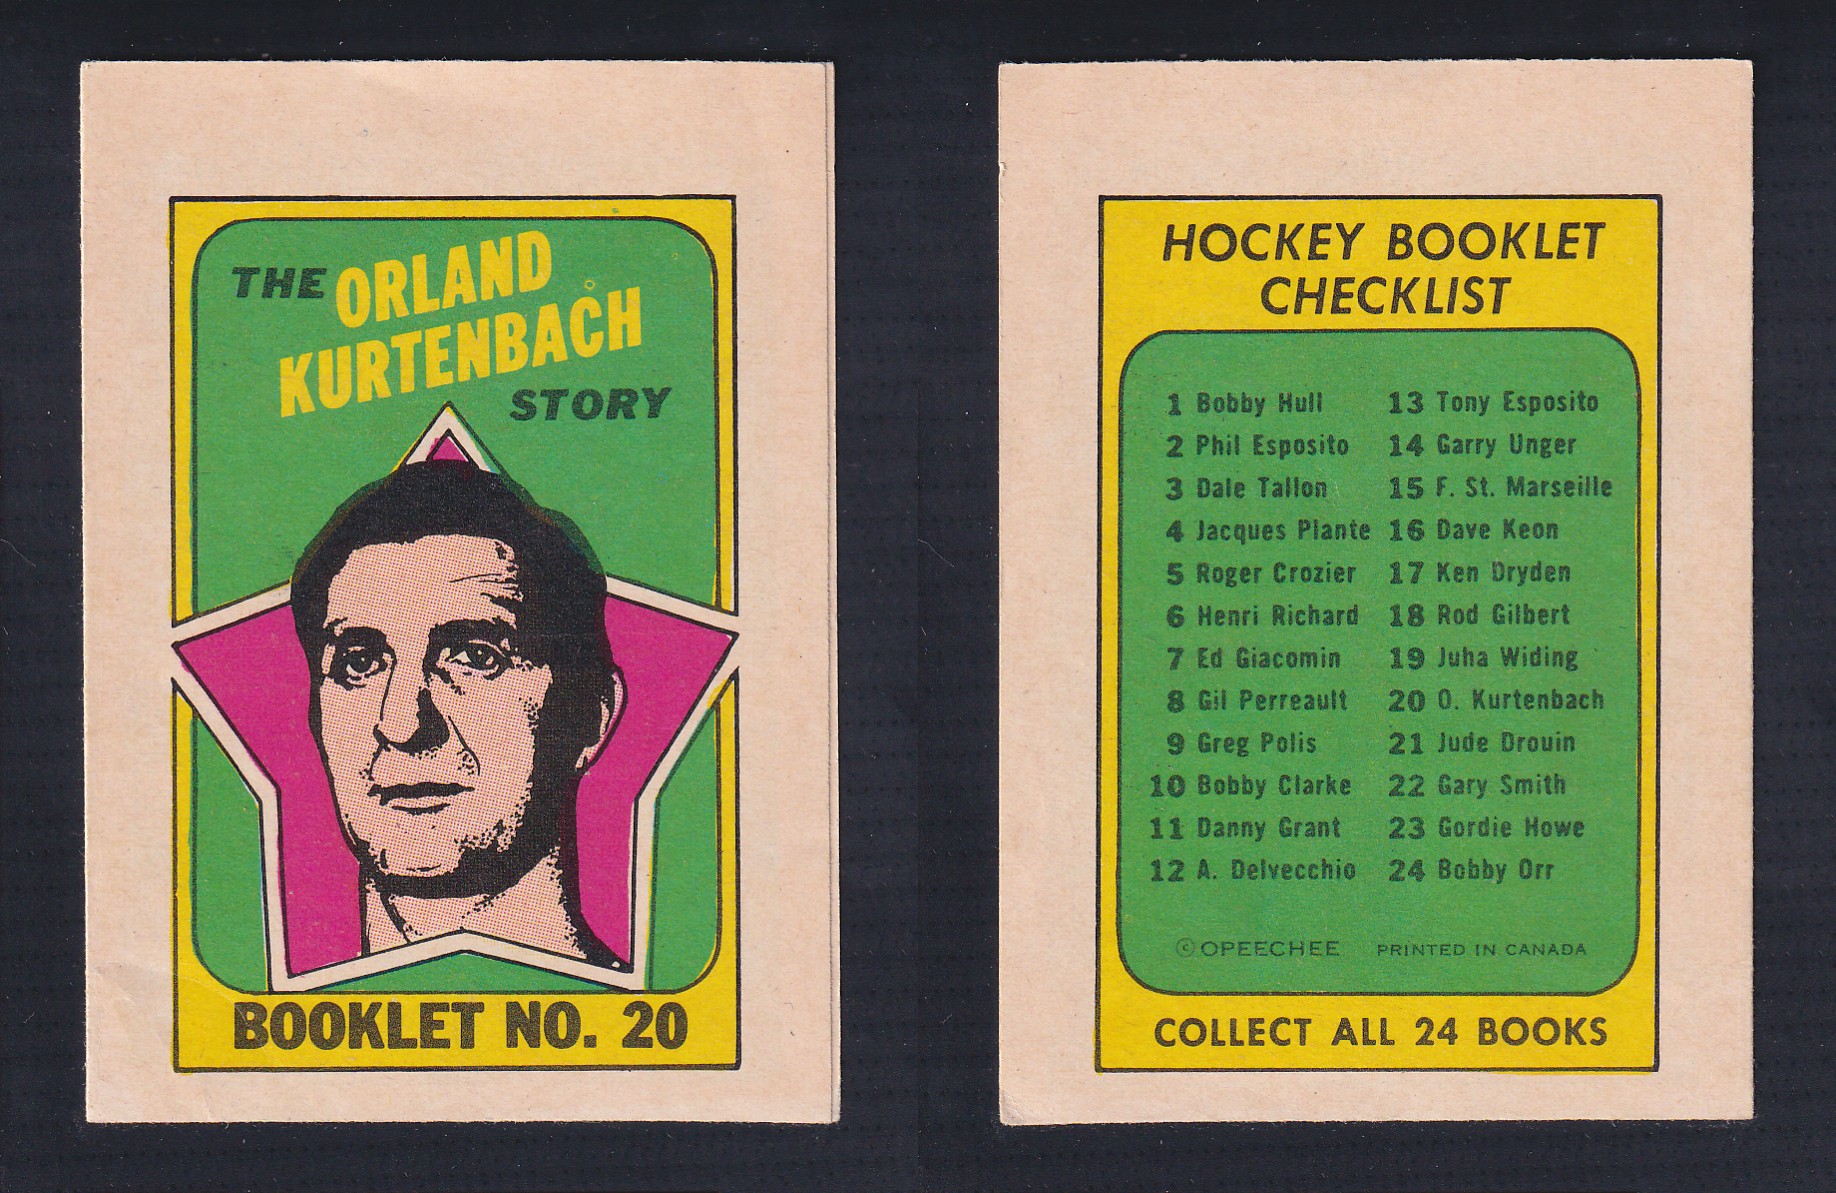 THE ORLAND
KURTENBACH
STORY
BOOKLET NO. 20
HOCKEY BOOKLET
CHECKLIST
1 Bobby Hull
2 Phil Esposito
3 Dale Tallon
4 Jacques Plante
5 Roger Crozier
6 Henri Richard
7 Ed Giacomin
8 Gil Perreault
9 Greg Polis
10 Bobby Clarke
11 Danny Grant
12 A. Delvecchio
13 Tony Esposito
14 Garry Unger
15 F. St. Marseille
16 Dave Keon
17 Ken Dryden
18 Rod Gilbert
19 Juha Widing
20 O. Kurtenbach
21 Jude Drouin
22 Gary Smith
23 Gordie Howe
24 Bobby Orr
© OPEECHEE PRINTED IN CANADA
COLLECT ALL 24 BOOKS